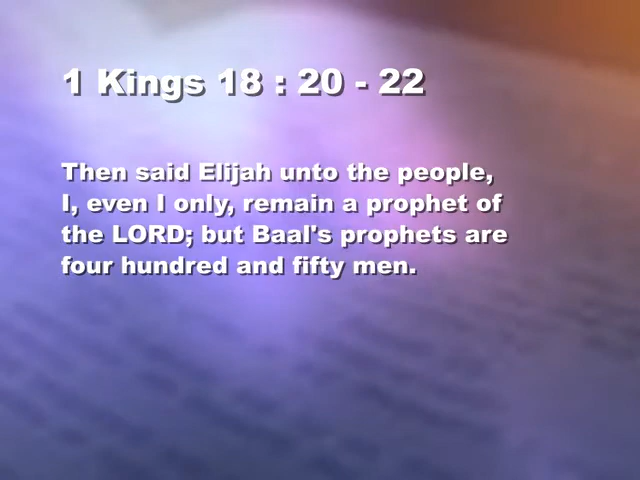 1 Kings 18 : 20 - 22
Then said Elijah unto the people,
I, even I only, remain a prophet of
the LORD; but Baal's prophets are
four hundred and fifty men.